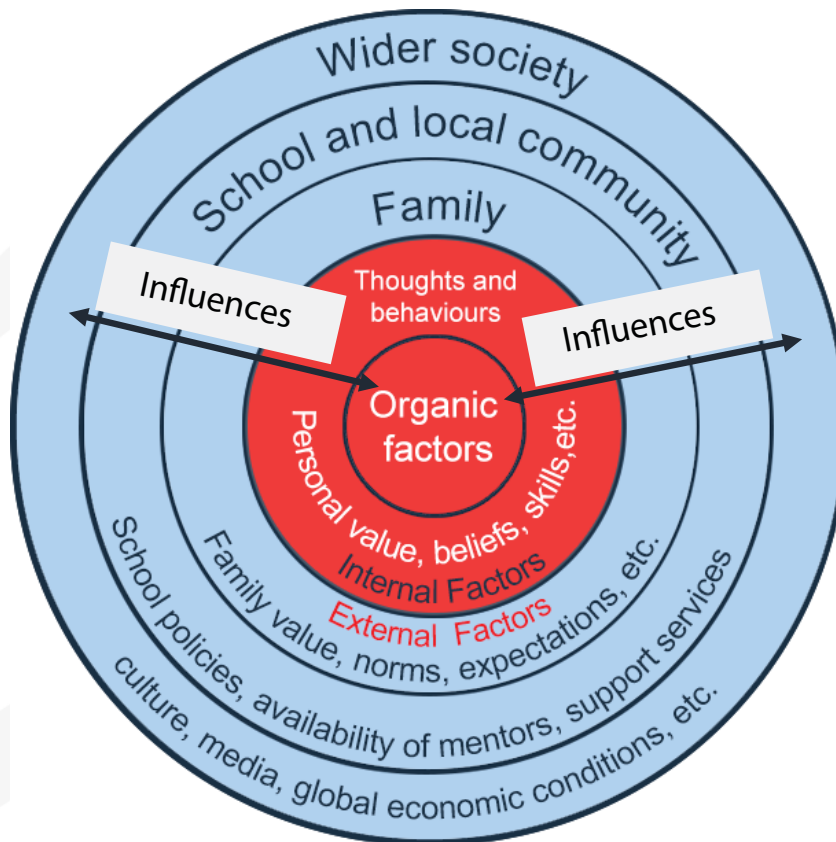 Wider society
School and local community
Family
Influences
Influences
Thoughts and
behaviours
Organic
factors
Personal value, beliefs, skills,etc.
Internal Factors
External Factors
Family value, norms, expectations, etc.
School policies, availability of mentors, support services
culture, media, global economic conditions, etc.